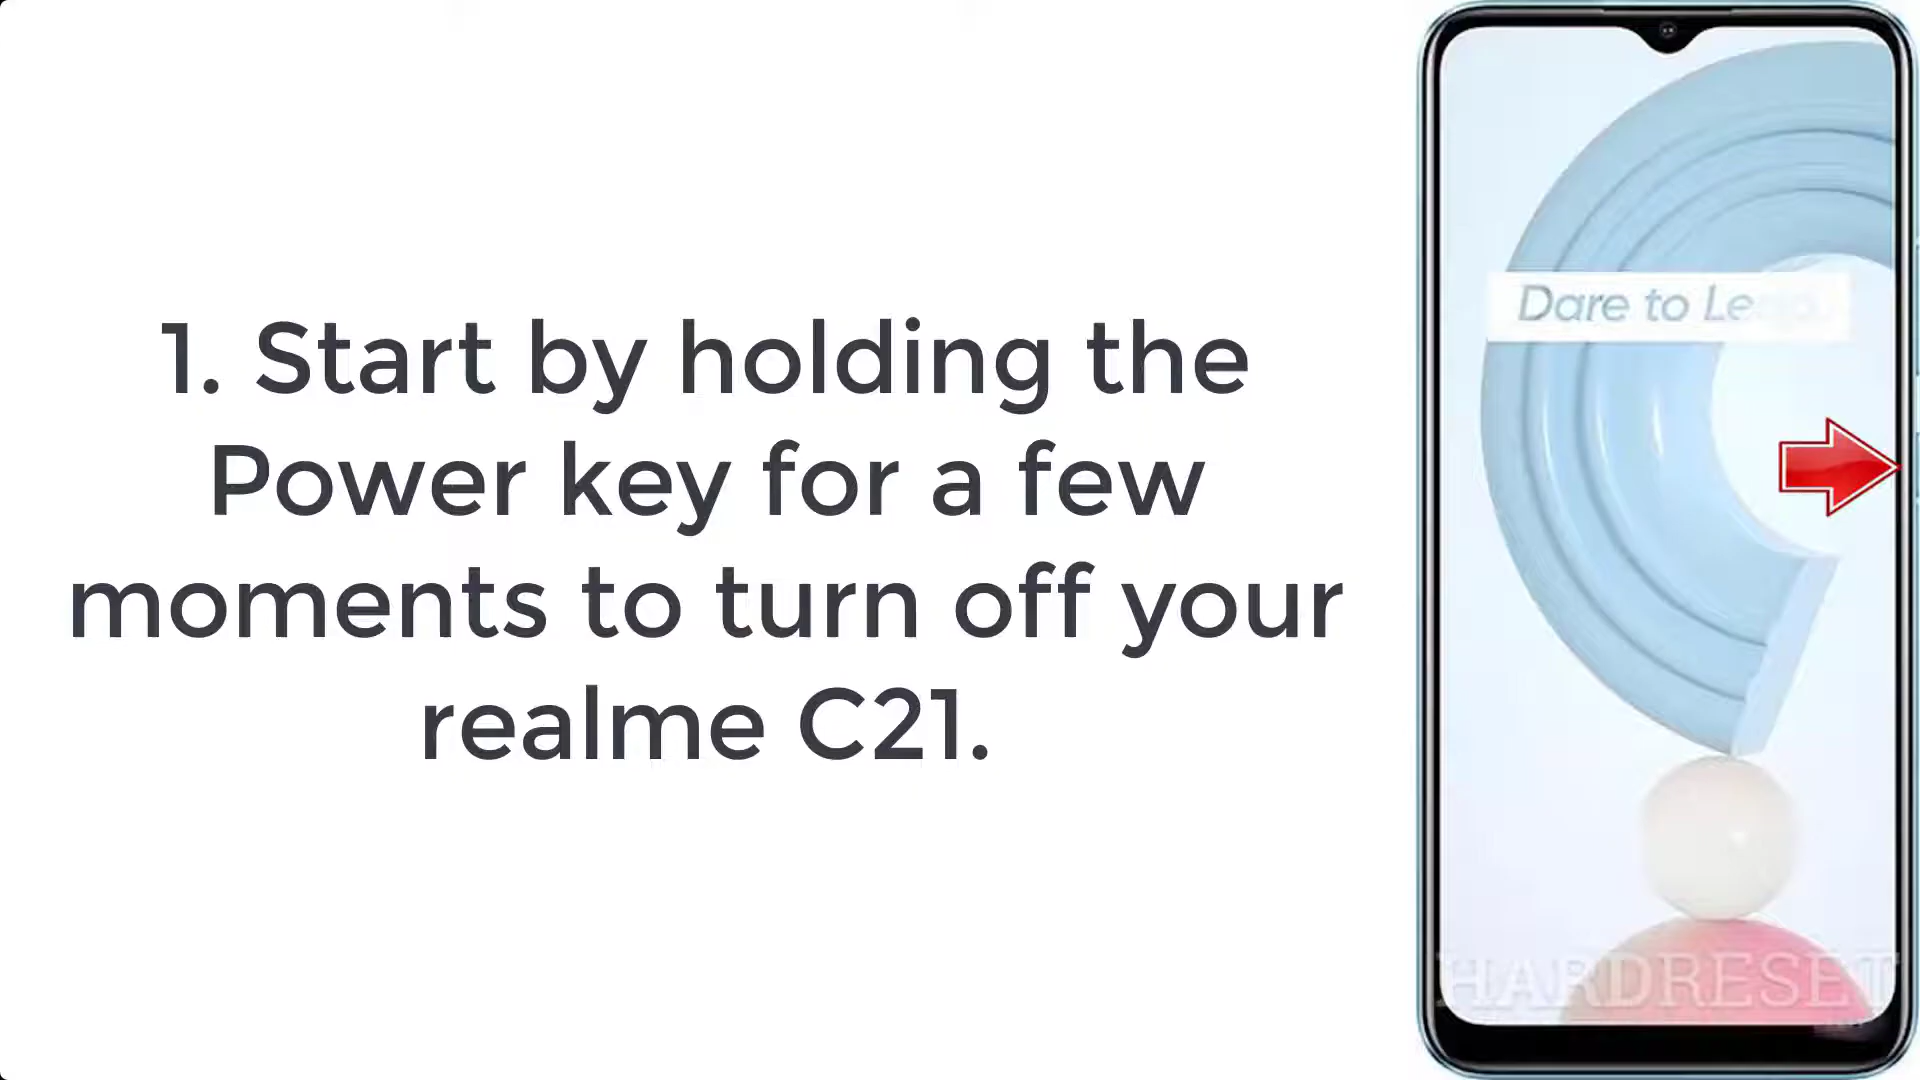 1. Start by holding the
Power key for a few
moments to turn off your
realme C21.
Dare to
HARDRESET